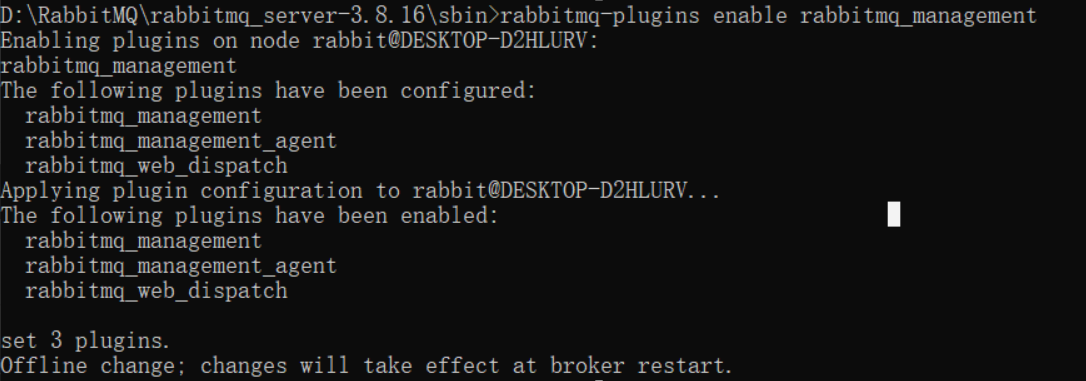 D:\RabbitMQ\rabbitmq_server-3.8.16\sbin>rabbitmq-plugins enable rabbitmq_management
Enabling plugins on node rabbit@DESKTOP-D2HLURV:
rabbitmq_management
The following plugins have been configured:
  rabbitmq_management
  rabbitmq_management_agent
  rabbitmq_web_dispatch
Applying plugin configuration to rabbit@DESKTOP-D2HLURV...
The following plugins have been enabled:
  rabbitmq_management
  rabbitmq_management_agent
  rabbitmq_web_dispatch

set 3 plugins.
Offline change; changes will take effect at broker restart.